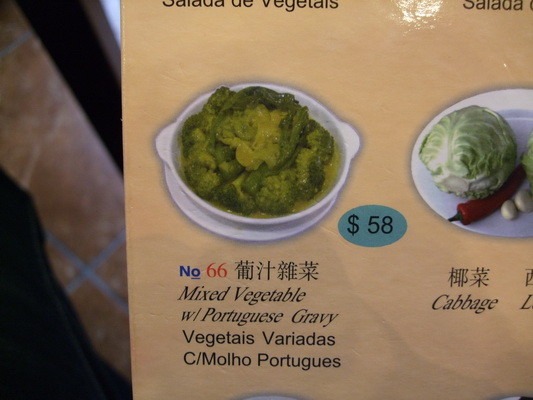 Salada de Vegetais
Salada
$ 58
No 66 葡汁雜菜
Mixed Vegetable
w/ Portuguese Gravy
Vegetais Variadas
C/Molho Portugues
椰菜
Cabbage